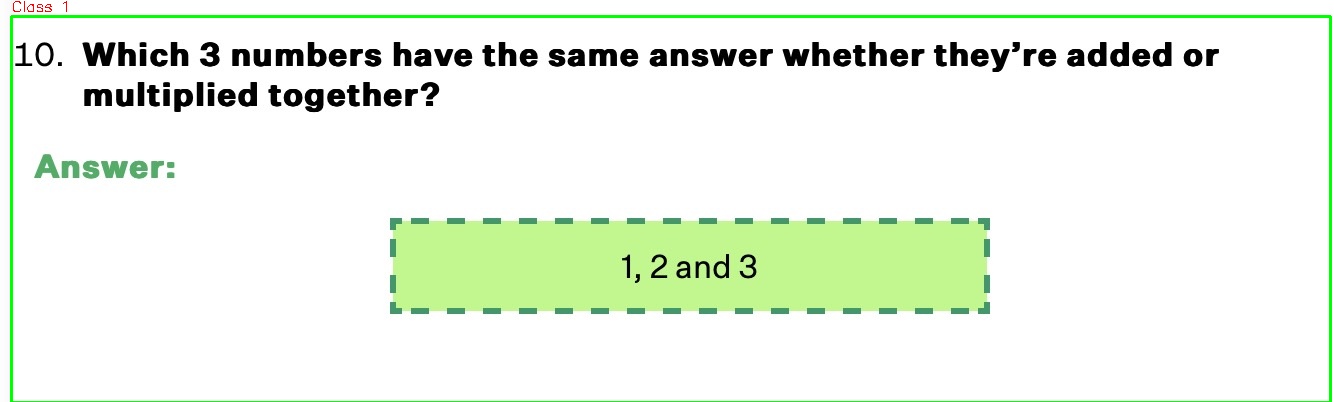 Class 1
10. Which 3 numbers have the same answer whether they’re added or
multiplied together?
Answer:
1, 2 and 3